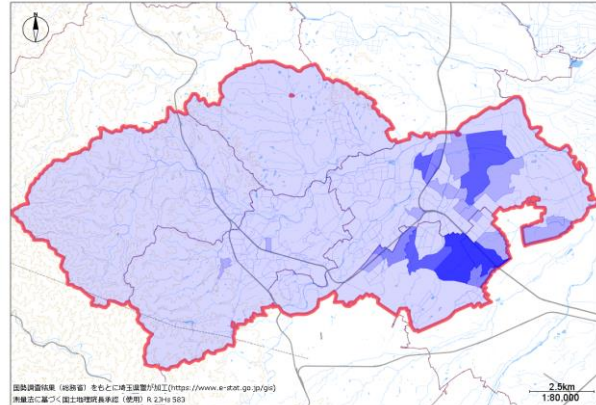 国勢調査結果（総務省）をもとに埼玉県警が加工(https://www.e-stat.go.jp/gis)
測量法に基づく国土地理院長承認（使用）R 2JHs 583
2.5km
1:80,000